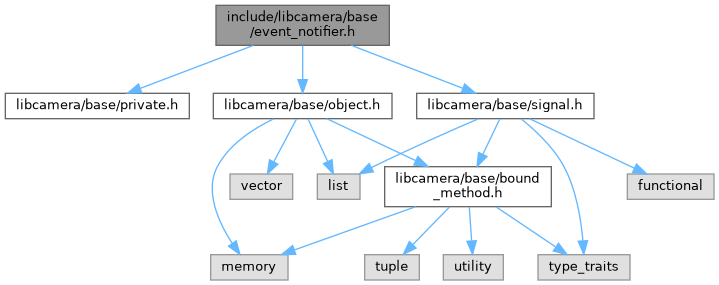 include/libcamera/base
/event_notifier.h
libcamera/base/private.h
libcamera/base/object.h
libcamera/base/signal.h
vector
list
libcamera/base/bound
_method.h
functional
memory
tuple
utility
type_traits